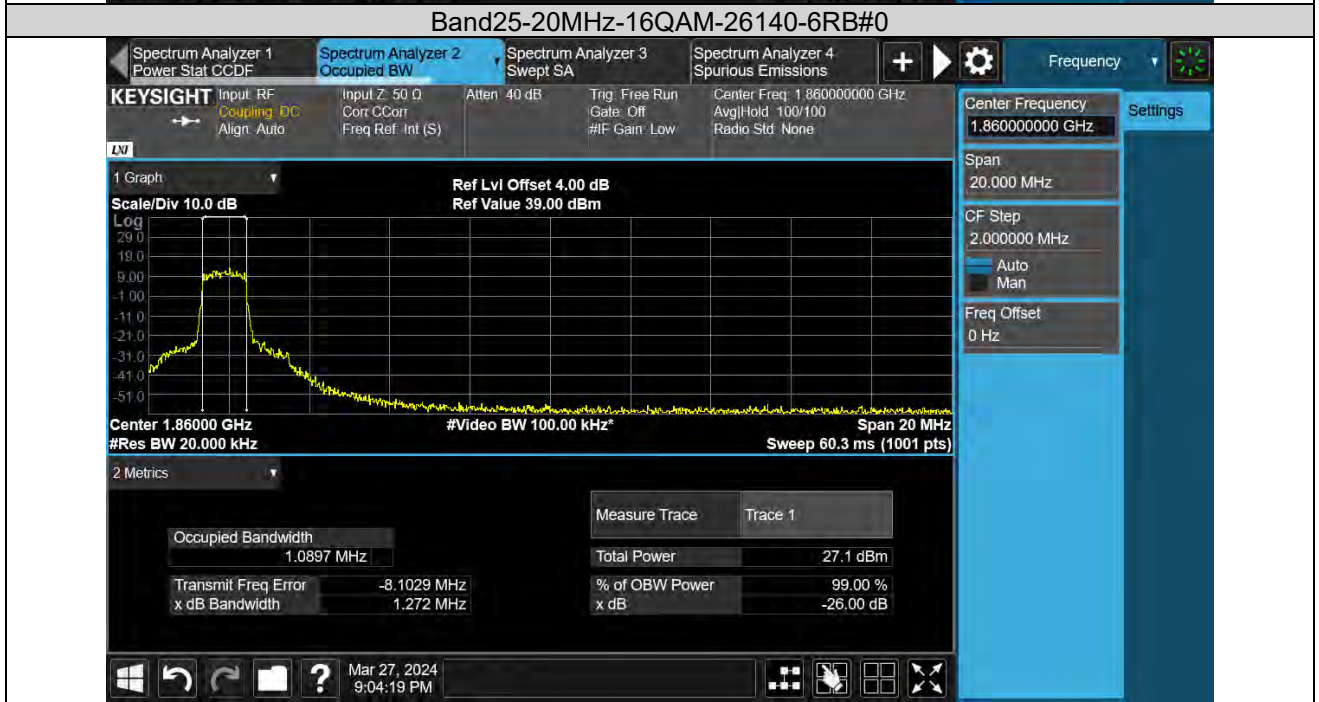 Band25-20MHz-16QAM-26140-6RB#0
Spectrum Analyzer 1
Power Stat CCDF
Spectrum Analyzer 2
Occupied BW
Spectrum Analyzer 3
Swept SA
Spectrum Analyzer 4
Spurious Emissions
+
Frequency
KEYSIGHT
LXI
Input: RF
Coupling: DC
Align: Auto
Input Z: 50 Ω
Corr CCorr
Freq Ref: Int (S)
Atten: 40 dB
Trig: Free Run
Gate: Off
#IF Gain: Low
Center Freq: 1.860000000 GHz
Avg|Hold: 100/100
Radio Std: None
Center Frequency
1.860000000 GHz
Settings
Span
20.000 MHz
CF Step
2.000000 MHz
Auto
Man
Freq Offset
0 Hz
1 Graph
Scale/Div 10.0 dB
Ref Lvl Offset 4.00 dB
Ref Value 39.00 dBm
Log
29.0
19.0
9.00
-1.00
-11.0
-21.0
-31.0
-41.0
-51.0
Center 1.86000 GHz
#Video BW 100.00 kHz*
Span 20 MHz
#Res BW 20.000 kHz
Sweep 60.3 ms (1001 pts)
2 Metrics
Measure Trace
Trace 1
Occupied Bandwidth
1.0897 MHz
Total Power
27.1 dBm
Transmit Freq Error
-8.1029 MHz
% of OBW Power
99.00 %
x dB Bandwidth
1.272 MHz
x dB
-26.00 dB
?
Mar 27, 2024
9:04:19 PM